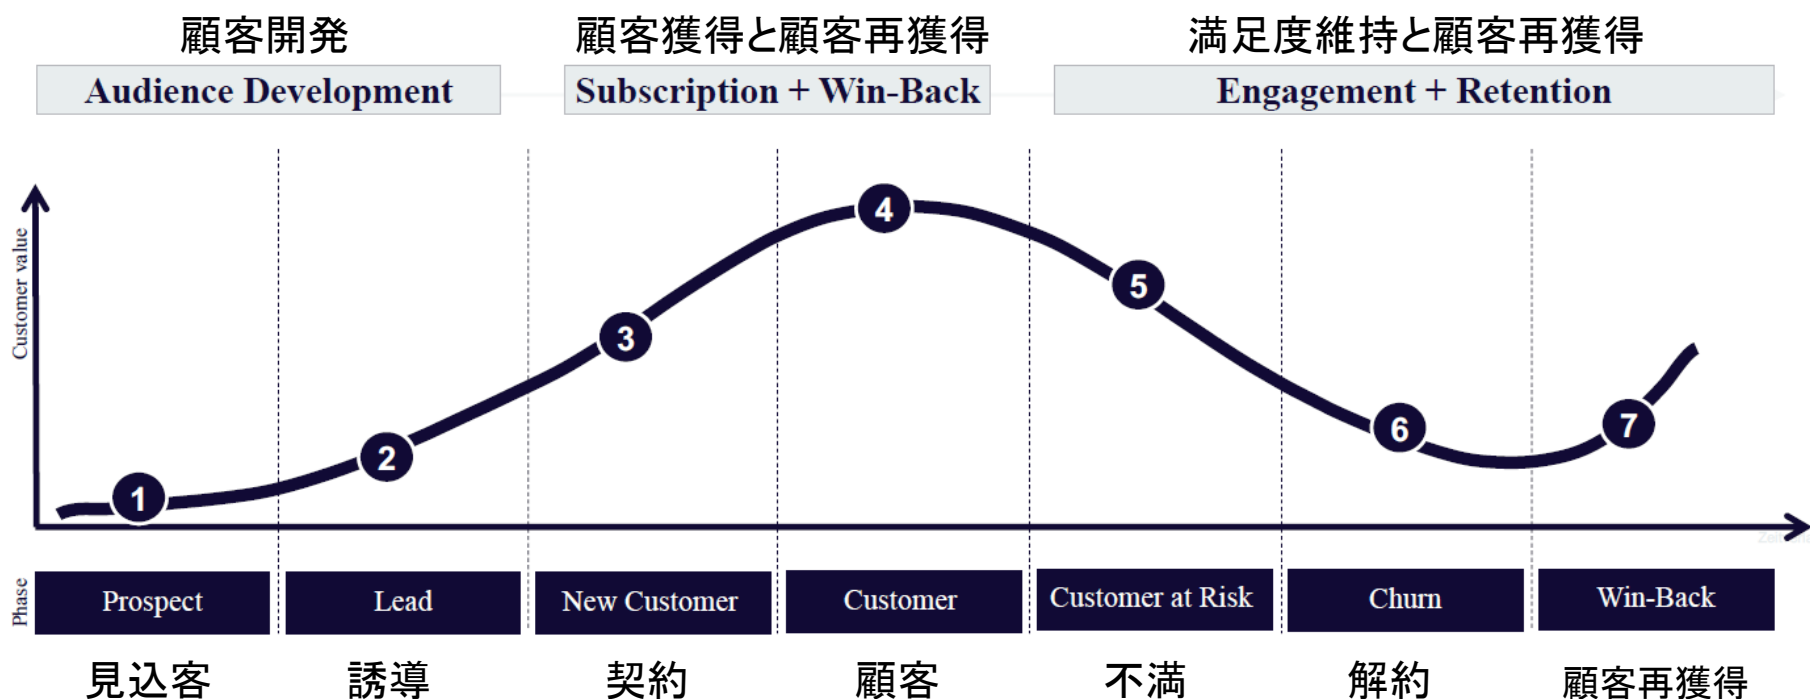 顧客開発
顧客獲得と顧客再獲得
満足度維持と顧客再獲得
Audience Development
Subscription + Win-Back
Engagement + Retention
Customer value
1
2
3
4
5
6
7
Phase
Prospect
Lead
New Customer
Customer
Customer at Risk
Churn
Win-Back
見込客
誘導
契約
顧客
不満
解約
顧客再獲得